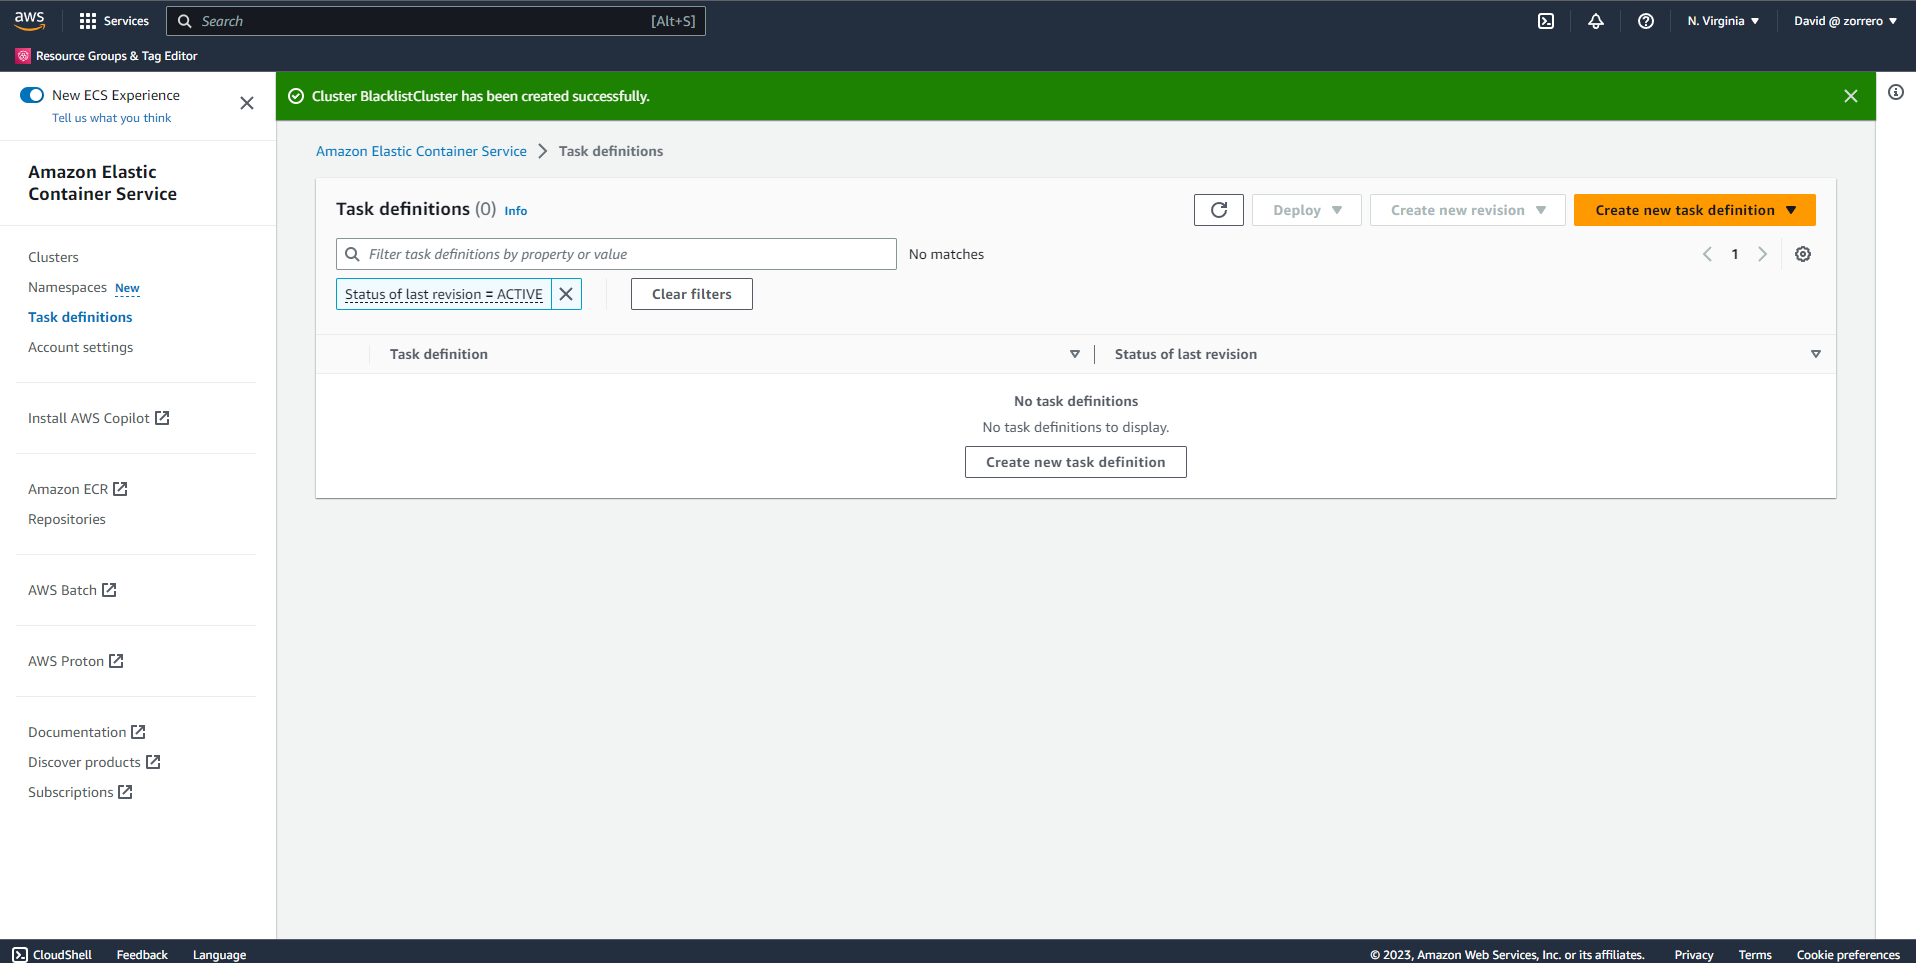 aws
Services
Search [Alt+S]
N. Virginia
David @ zorrero
Resource Groups & Tag Editor
New ECS Experience
Tell us what you think
Cluster BlacklistCluster has been created successfully.
Amazon Elastic
Container Service
Clusters
Namespaces New
Task definitions
Account settings
Install AWS Copilot
Amazon ECR
Repositories
AWS Batch
AWS Proton
Documentation
Discover products
Subscriptions
Amazon Elastic Container Service > Task definitions
Task definitions (0) Info
Deploy
Create new revision
Create new task definition
Filter task definitions by property or value
No matches
1
Status of last revision = ACTIVE
Clear filters
Task definition
Status of last revision
No task definitions
No task definitions to display.
Create new task definition
CloudShell
Feedback
Language
© 2023, Amazon Web Services, Inc. or its affiliates.
Privacy
Terms
Cookie preferences